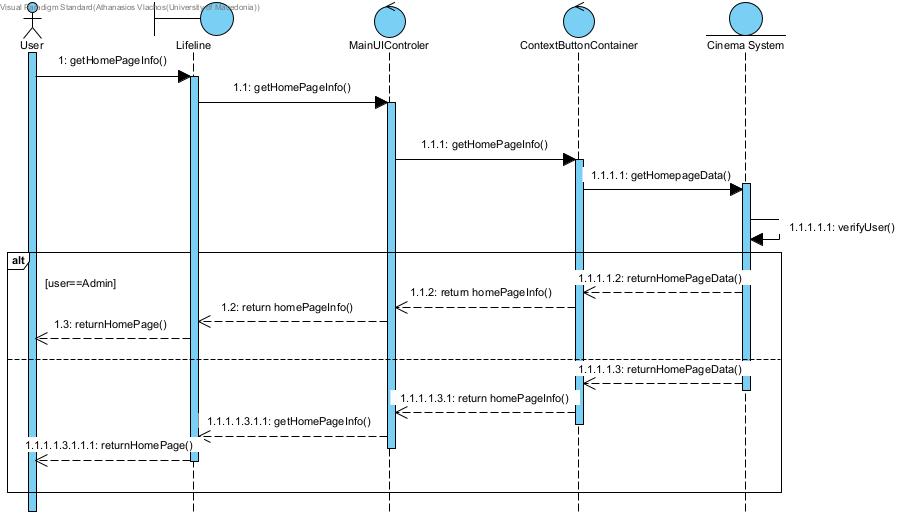 Visual Paradigm Standard(Athanasios Vlachos(University of Macedonia))
User
Lifeline
MainUIControler
ContextButtonContainer
Cinema System
1: getHomePageInfo()
1.1: getHomePageInfo()
1.1.1: getHomePageInfo()
1.1.1.1: getHomepageData()
1.1.1.1.1: verifyUser()
alt
[user==Admin]
1.1.1.1.2: returnHomePageData()
1.1.2: return homePageInfo()
1.2: return homePageInfo()
1.3: returnHomePage()
1.1.1.1.3: returnHomePageData()
1.1.1.1.3.1: return homePageInfo()
1.1.1.1.3.1.1: getHomePageInfo()
1.1.1.1.3.1.1.1: returnHomePage()